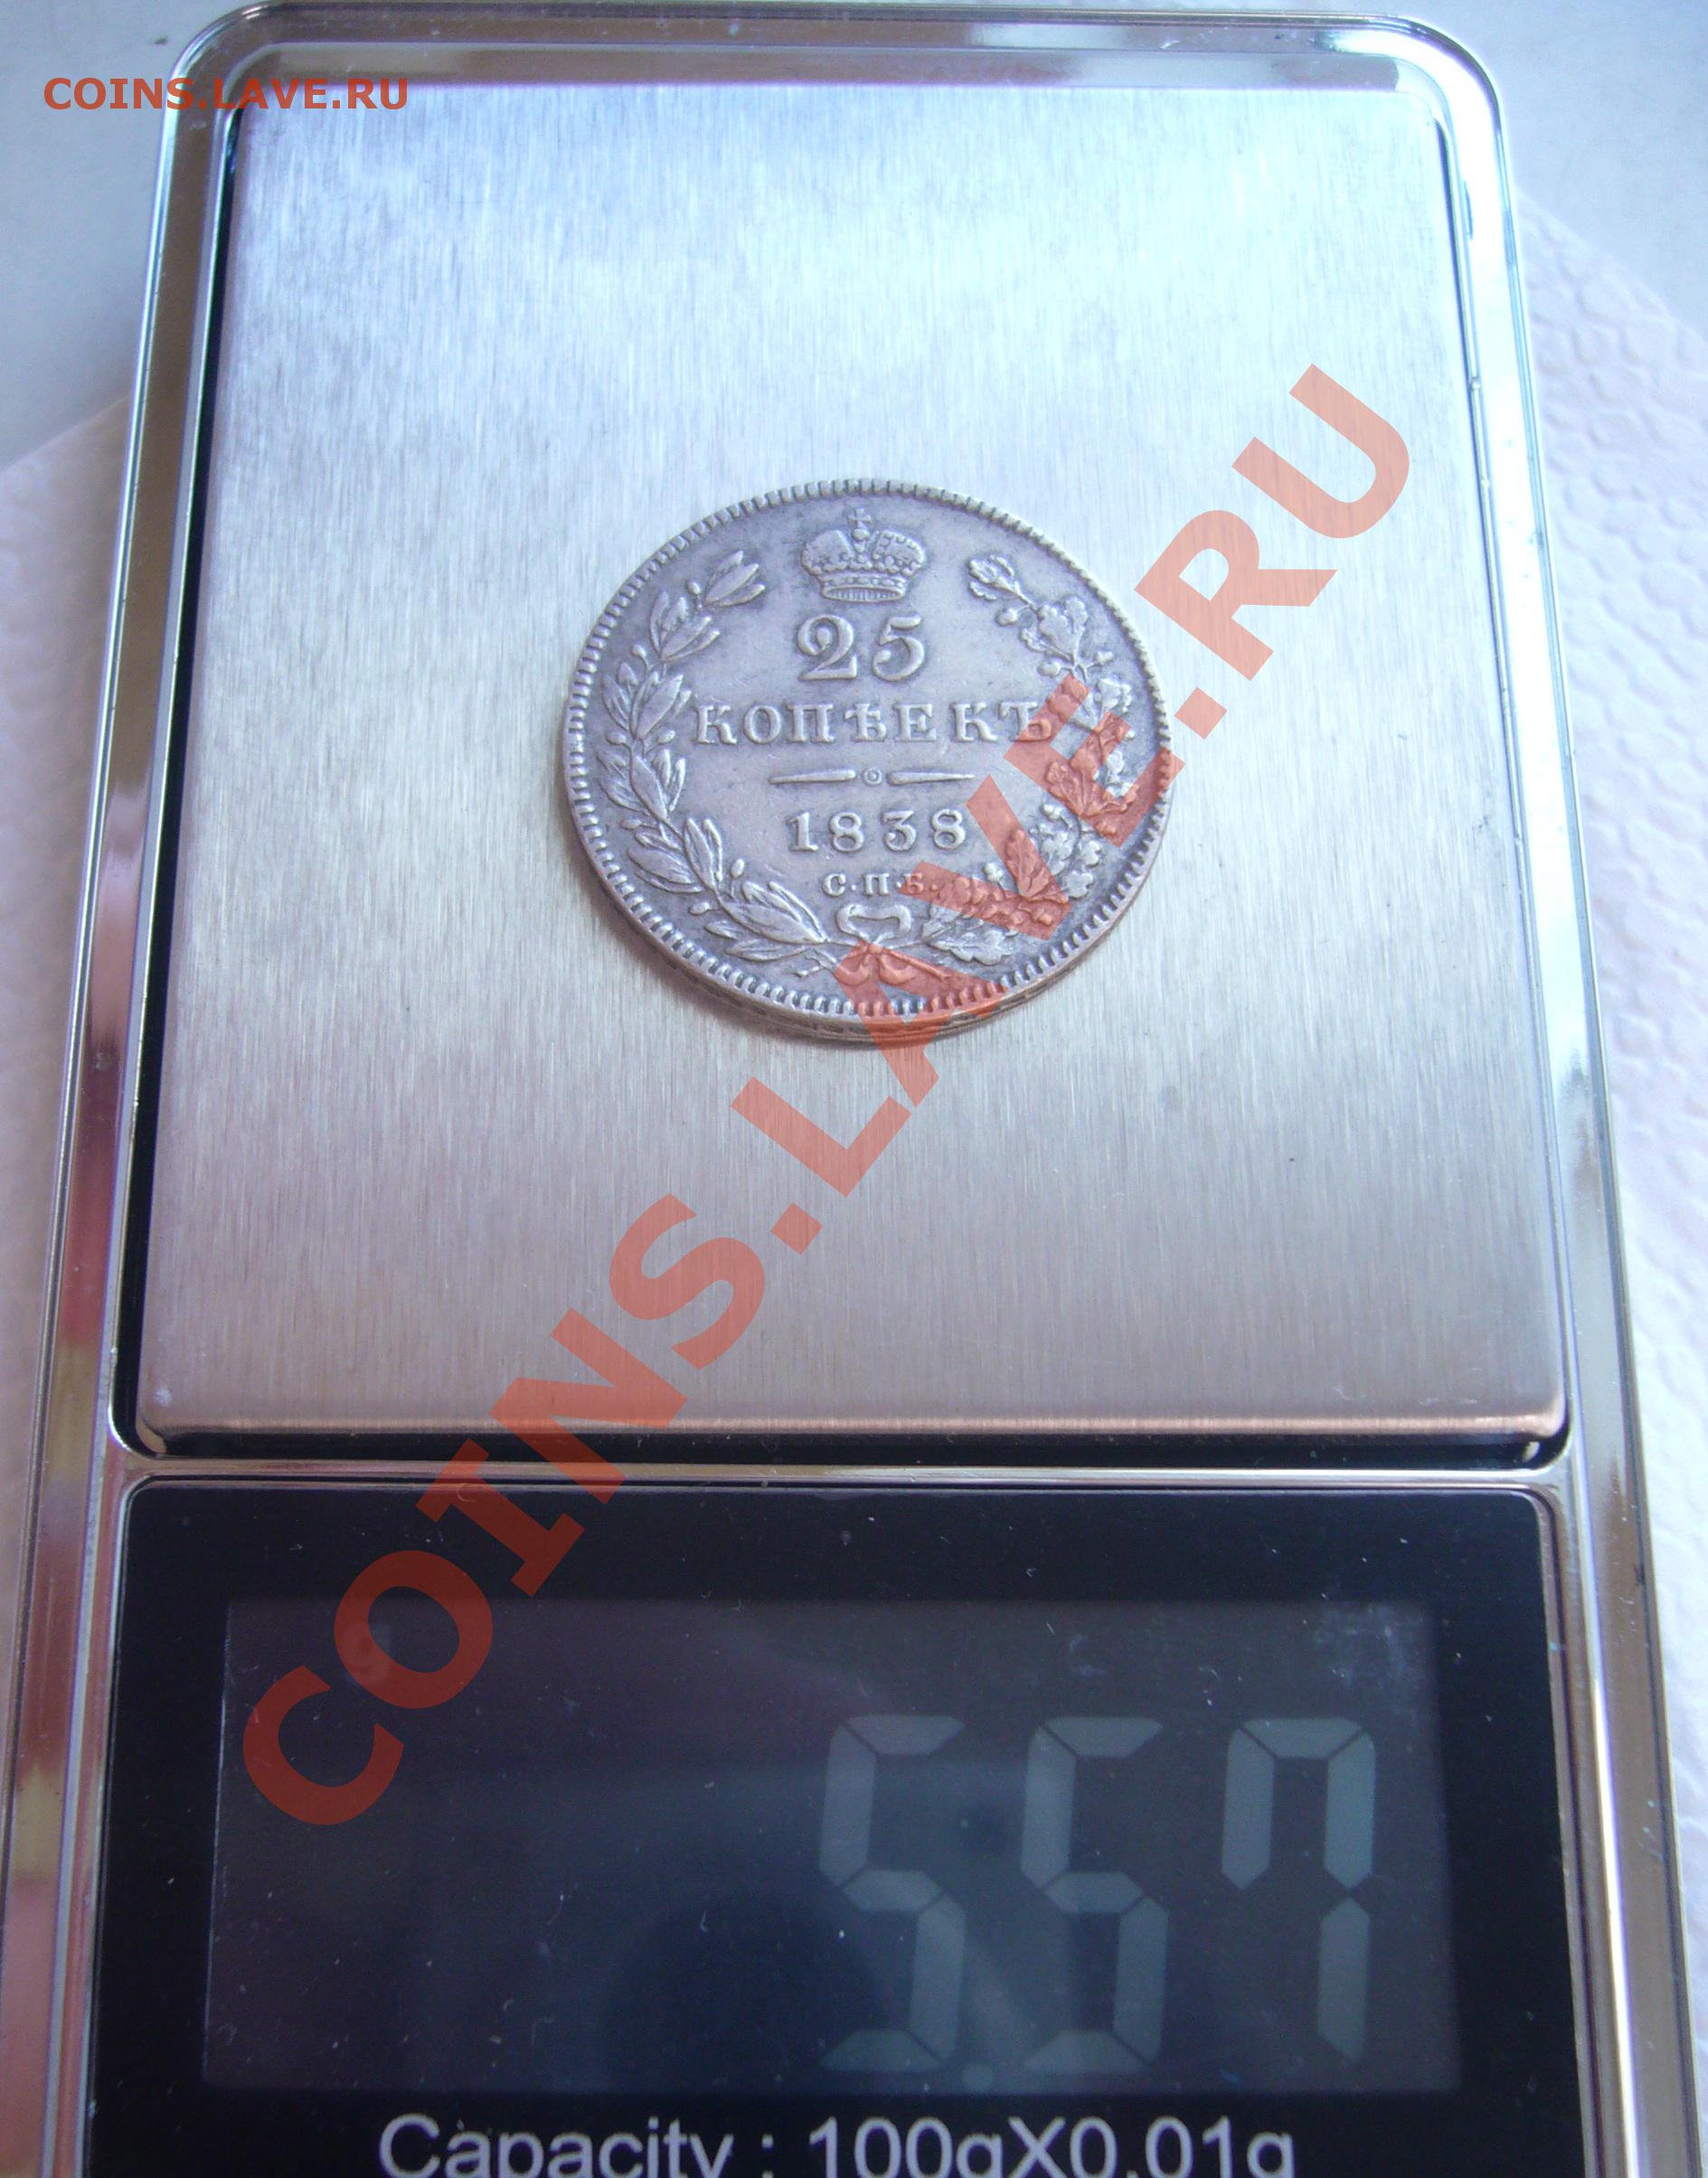 COINS.LAVE.RU
25
КОПѢЕКЪ
1838
С·П·Б.
COINS.LAVE.RU
5.57
Capacity : 100gX0.01g